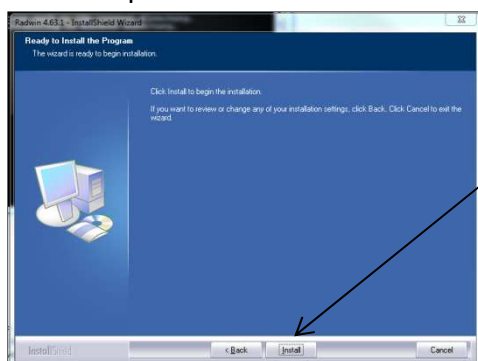 Radwin 4.63.1 - InstallShield Wizard
Ready to Install the Program
The wizard is ready to begin installation.
Click Install to begin the installation.
If you want to review or change any of your installation settings, click Back. Click Cancel to exit the
wizard.
InstallShield
< Back Install Cancel